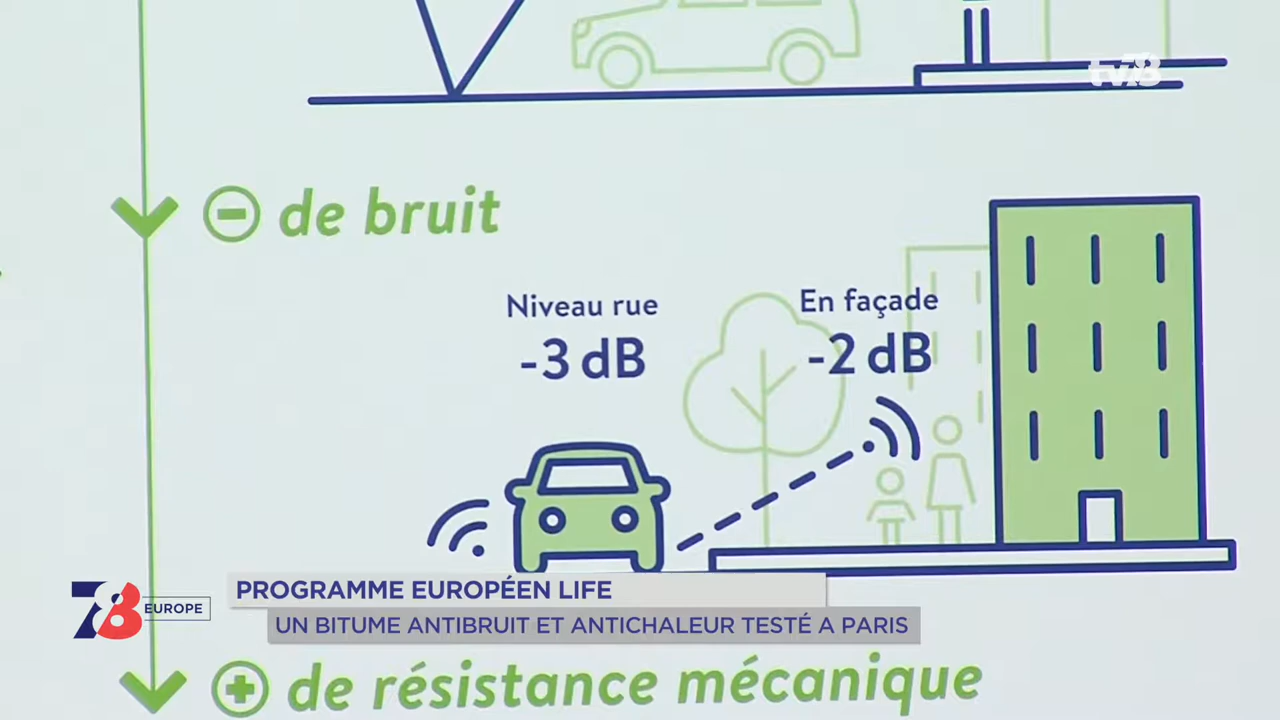 tv78
⊖ de bruit
Niveau rue
-3 dB
En façade
-2 dB
PROGRAMME EUROPÉEN LIFE
78 EUROPE
UN BITUME ANTIBRUIT ET ANTICHALEUR TESTÉ A PARIS
⊕ de résistance mécanique